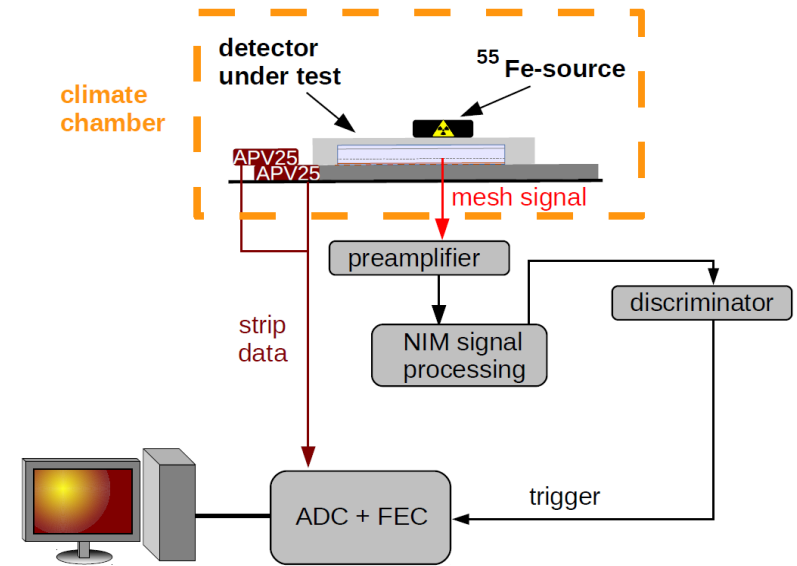 detector
under test
55
Fe-source
climate
chamber
APV25
APV25
mesh signal
preamplifier
discriminator
strip
data
NIM signal
processing
trigger
ADC + FEC